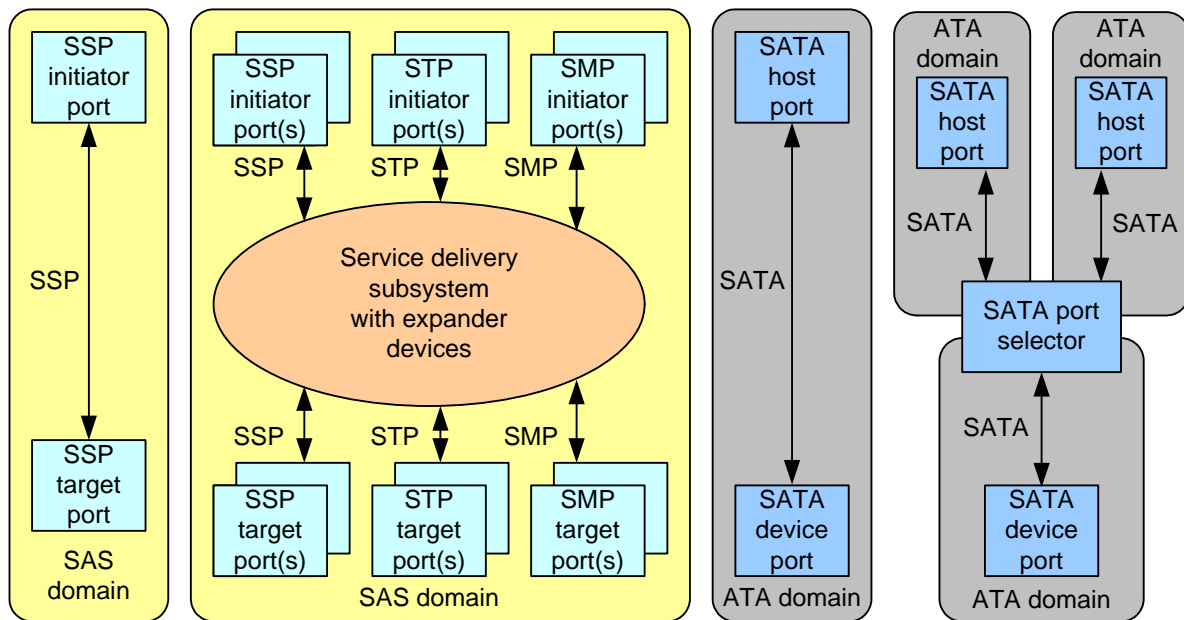 SSP
initiator
port
SSP
SSP
target
port
SAS
domain
SSP
initiator
port(s)
STP
initiator
port(s)
SMP
initiator
port(s)
SSP
STP
SMP
Service delivery
subsystem
with expander
devices
SSP
STP
SMP
SSP
target
port(s)
STP
target
port(s)
SMP
target
port(s)
SAS domain
SATA
host
port
SATA
SATA
device
port
ATA domain
ATA
domain
SATA
host
port
SATA
ATA
domain
SATA
host
port
SATA
SATA port
selector
SATA
SATA
device
port
ATA domain